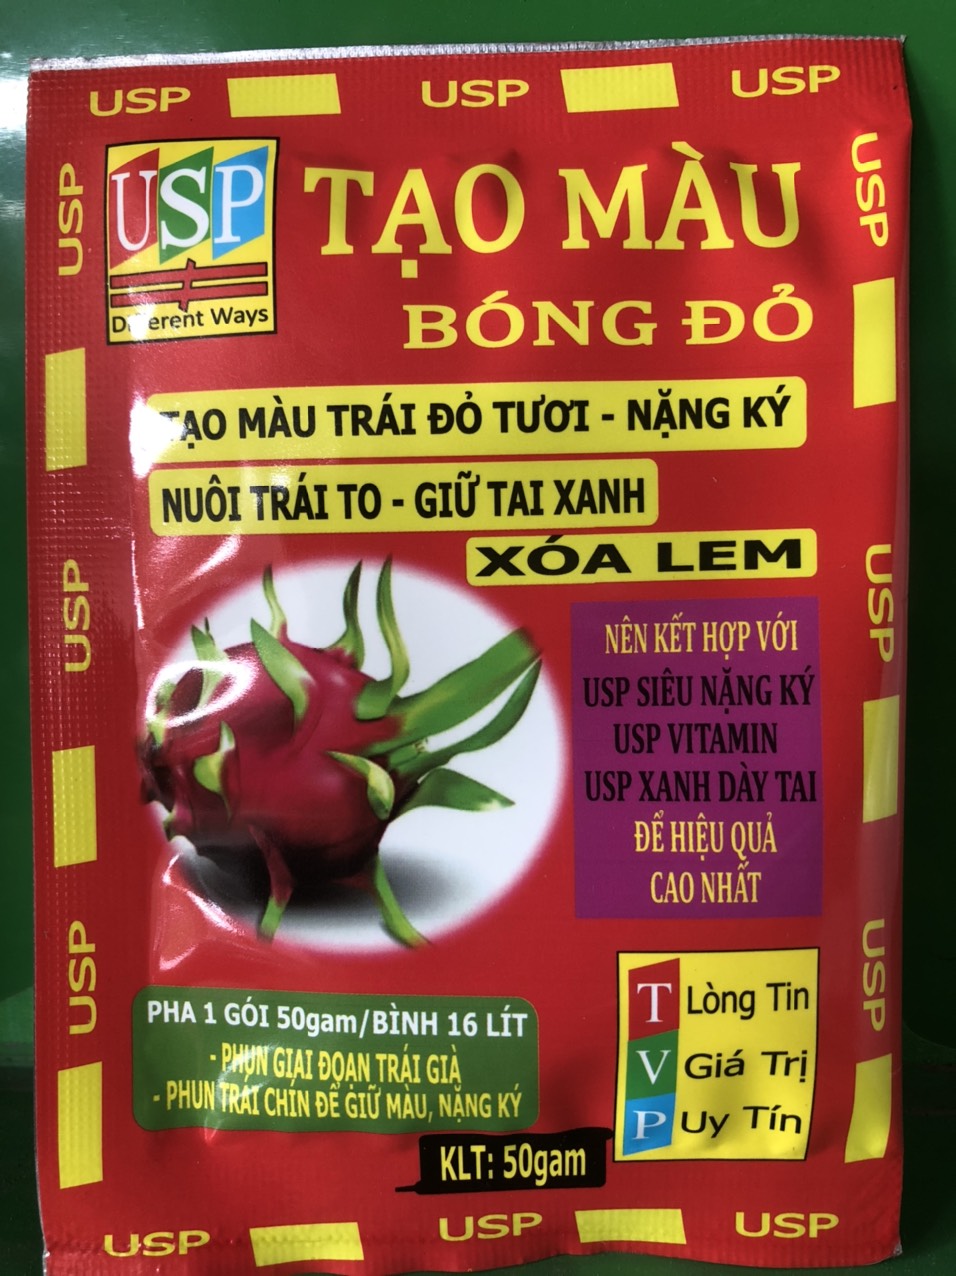 USP USP USP
USP
Different Ways
TẠO MÀU
BÓNG ĐỎ
TẠO MÀU TRÁI ĐỎ TƯƠI - NẶNG KÝ
NUÔI TRÁI TO - GIỮ TAI XANH
XÓA LEM
NÊN KẾT HỢP VỚI
USP SIÊU NẶNG KÝ
USP VITAMIN
USP XANH DÀY TAI
ĐỂ HIỆU QUẢ
CAO NHẤT
PHA 1 GÓI 50gam/BÌNH 16 LÍT
- PHUN GIAI ĐOẠN TRÁI GIÀ
- PHUN TRÁI CHÍN ĐỂ GIỮ MÀU, NẶNG KÝ
T Lòng Tin
V Giá Trị
P Uy Tín
KLT: 50gam
USP
USP
USP
USP
USP
USP
USP USP USP